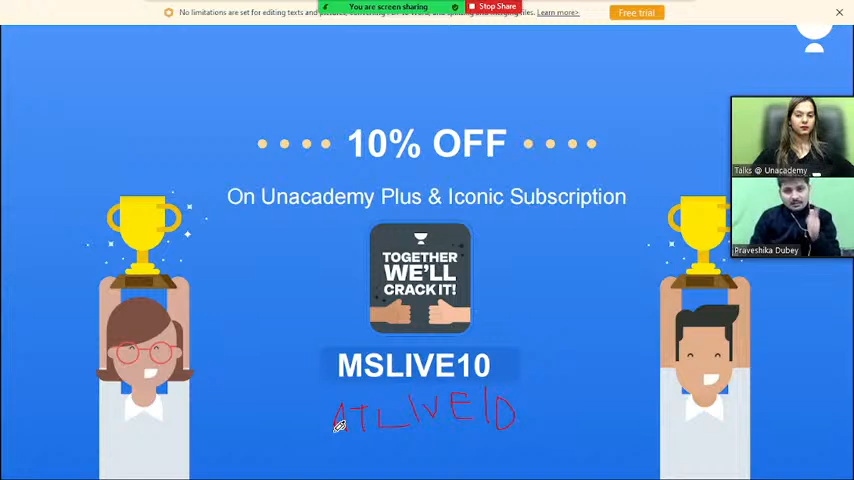 No limitations are set for editing texts and pictures, converting PDF to Word, and splitting and merging files. Learn more>
Free trial
You are screen sharing
Stop Share
10% OFF
On Unacademy Plus & Iconic Subscription
TOGETHER
WE'LL
CRACK IT!
MSLIVE10
ATLIVE10
Talks @ Unacademy
Praveshika Dubey